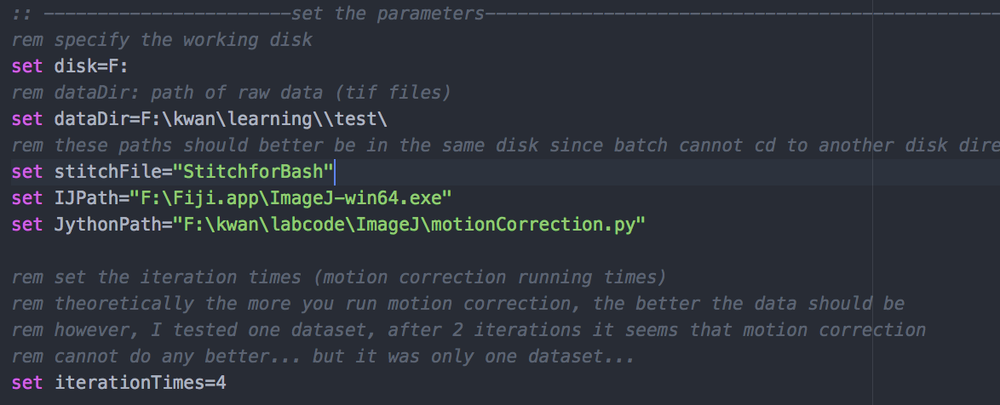 :: -----------------------set the parameters------------------------------------------------
rem specify the working disk
set disk=F:
rem dataDir: path of raw data (tif files)
set dataDir=F:\kwan\learning\\test\
rem these paths should better be in the same disk since batch cannot cd to another disk dire
set stitchFile="StitchforBash"
set IJPath="F:\Fiji.app\ImageJ-win64.exe"
set JythonPath="F:\kwan\labcode\ImageJ\motionCorrection.py"
rem set the iteration times (motion correction running times)
rem theoretically the more you run motion correction, the better the data should be
rem however, I tested one dataset, after 2 iterations it seems that motion correction
rem cannot do any better... but it was only one dataset...
set iterationTimes=4